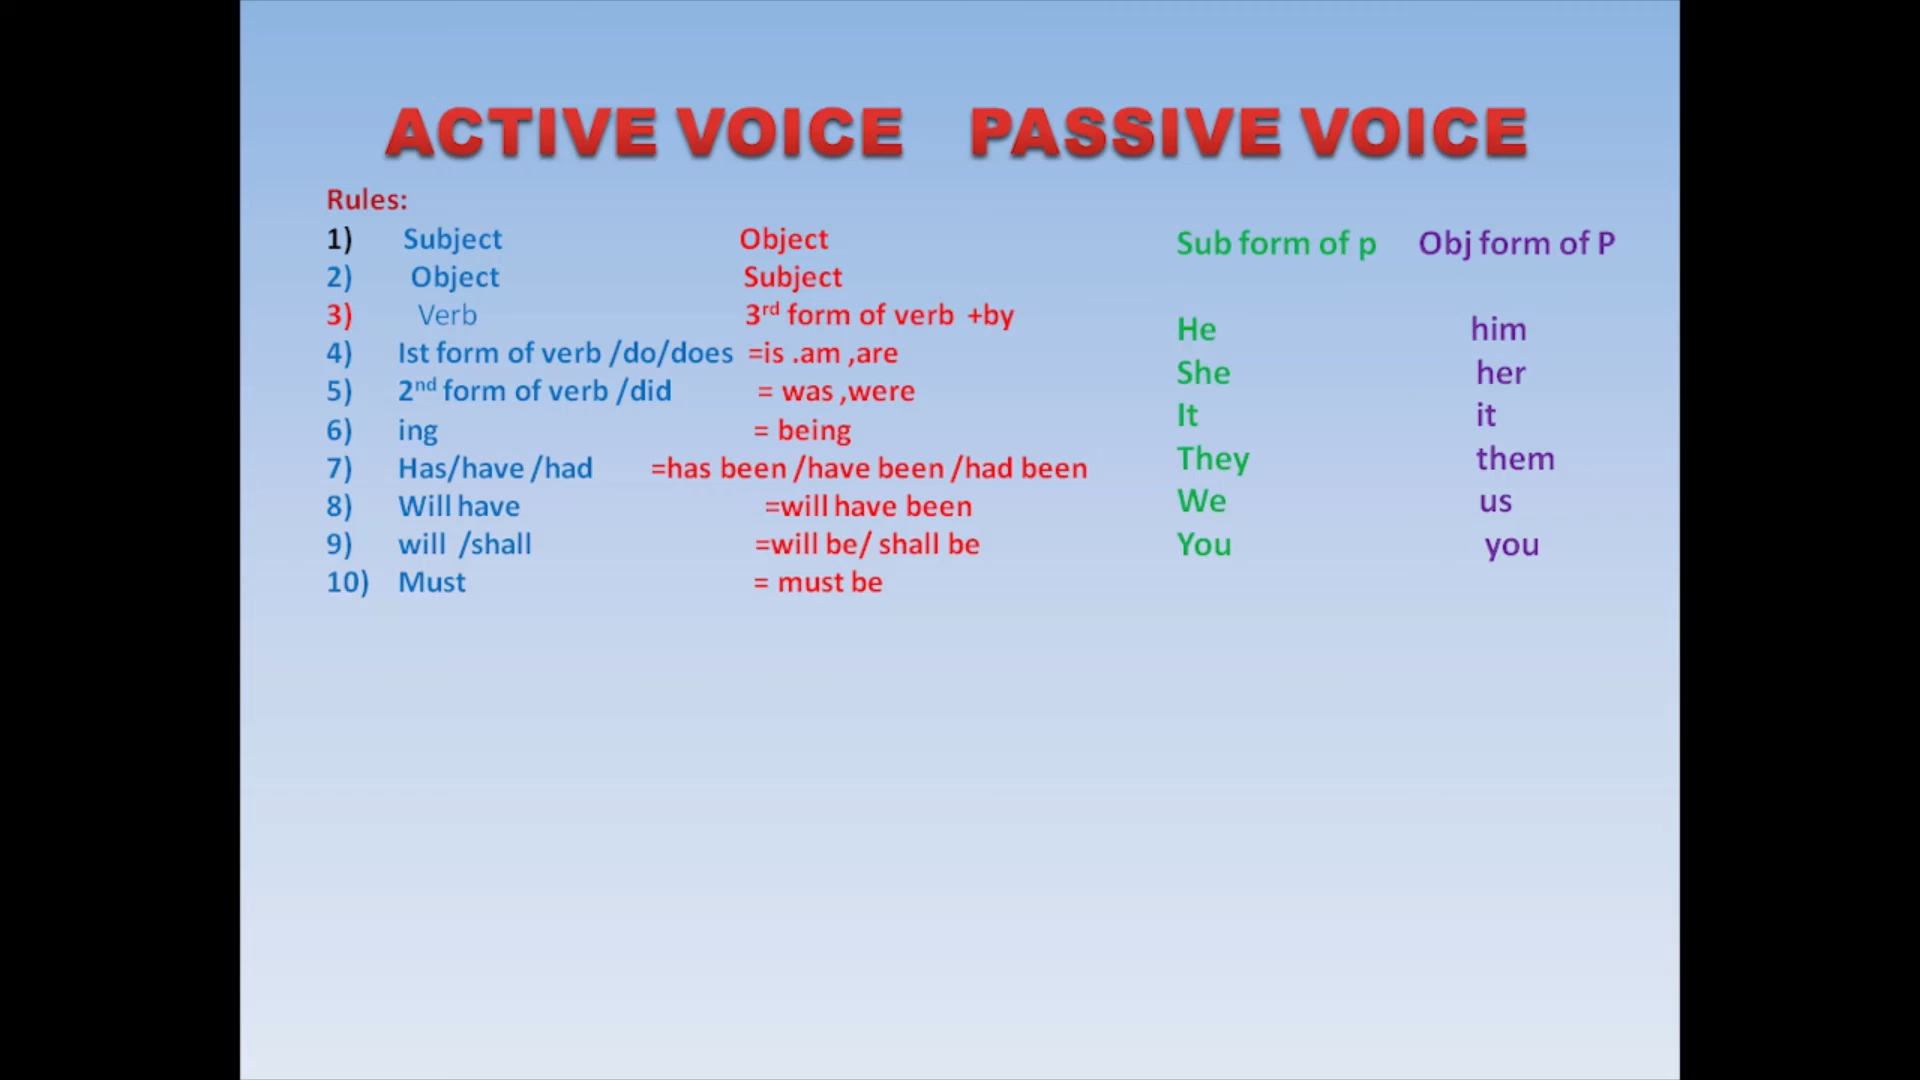 ACTIVE VOICE PASSIVE VOICE
Rules:
1) Subject Object
2) Object Subject
3) Verb 3rd form of verb +by
4) Ist form of verb /do/does =is .am ,are
5) 2nd form of verb /did = was ,were
6) ing = being
7) Has/have /had =has been /have been /had been
8) Will have =will have been
9) will /shall =will be/ shall be
10) Must = must be
Sub form of p Obj form of P
He him
She her
It it
They them
We us
You you